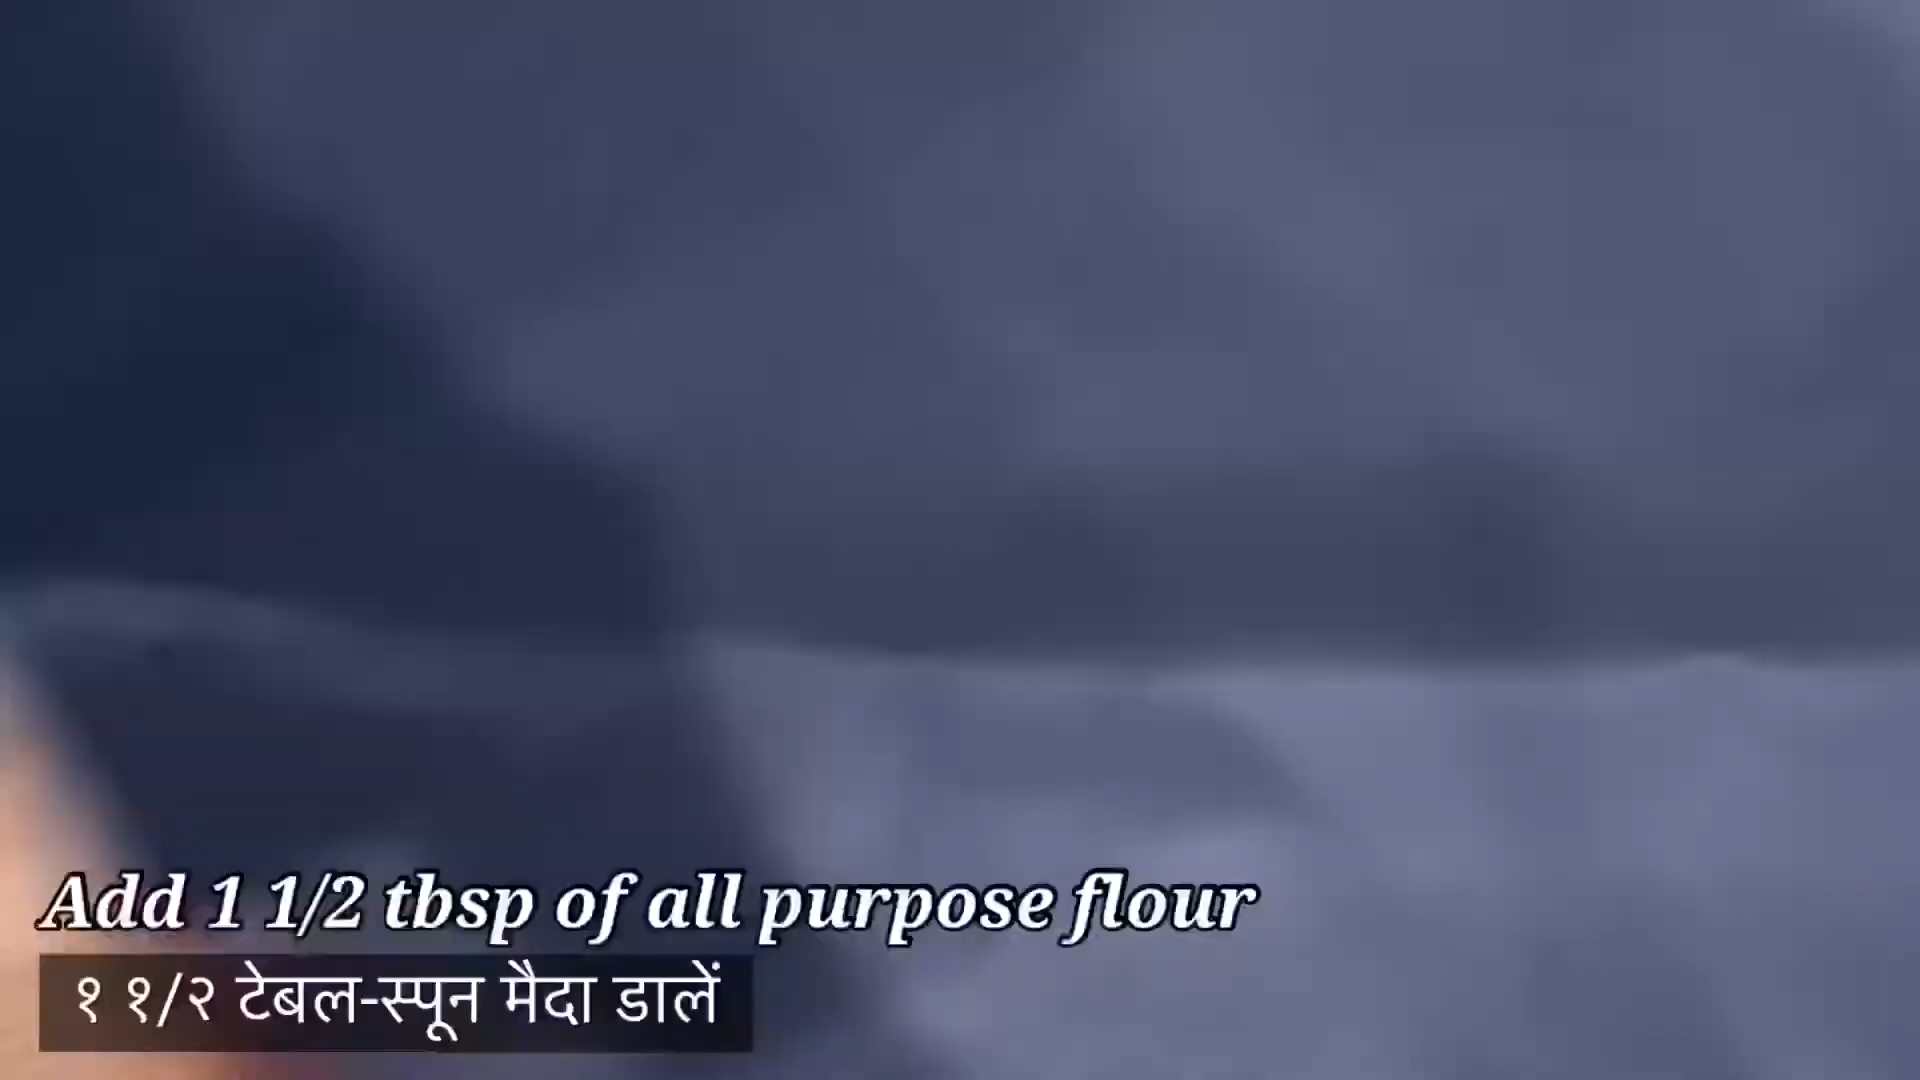 Add 1 1/2 tbsp of all purpose flour
१ १/२ टेबल-स्पून मैदा डालें